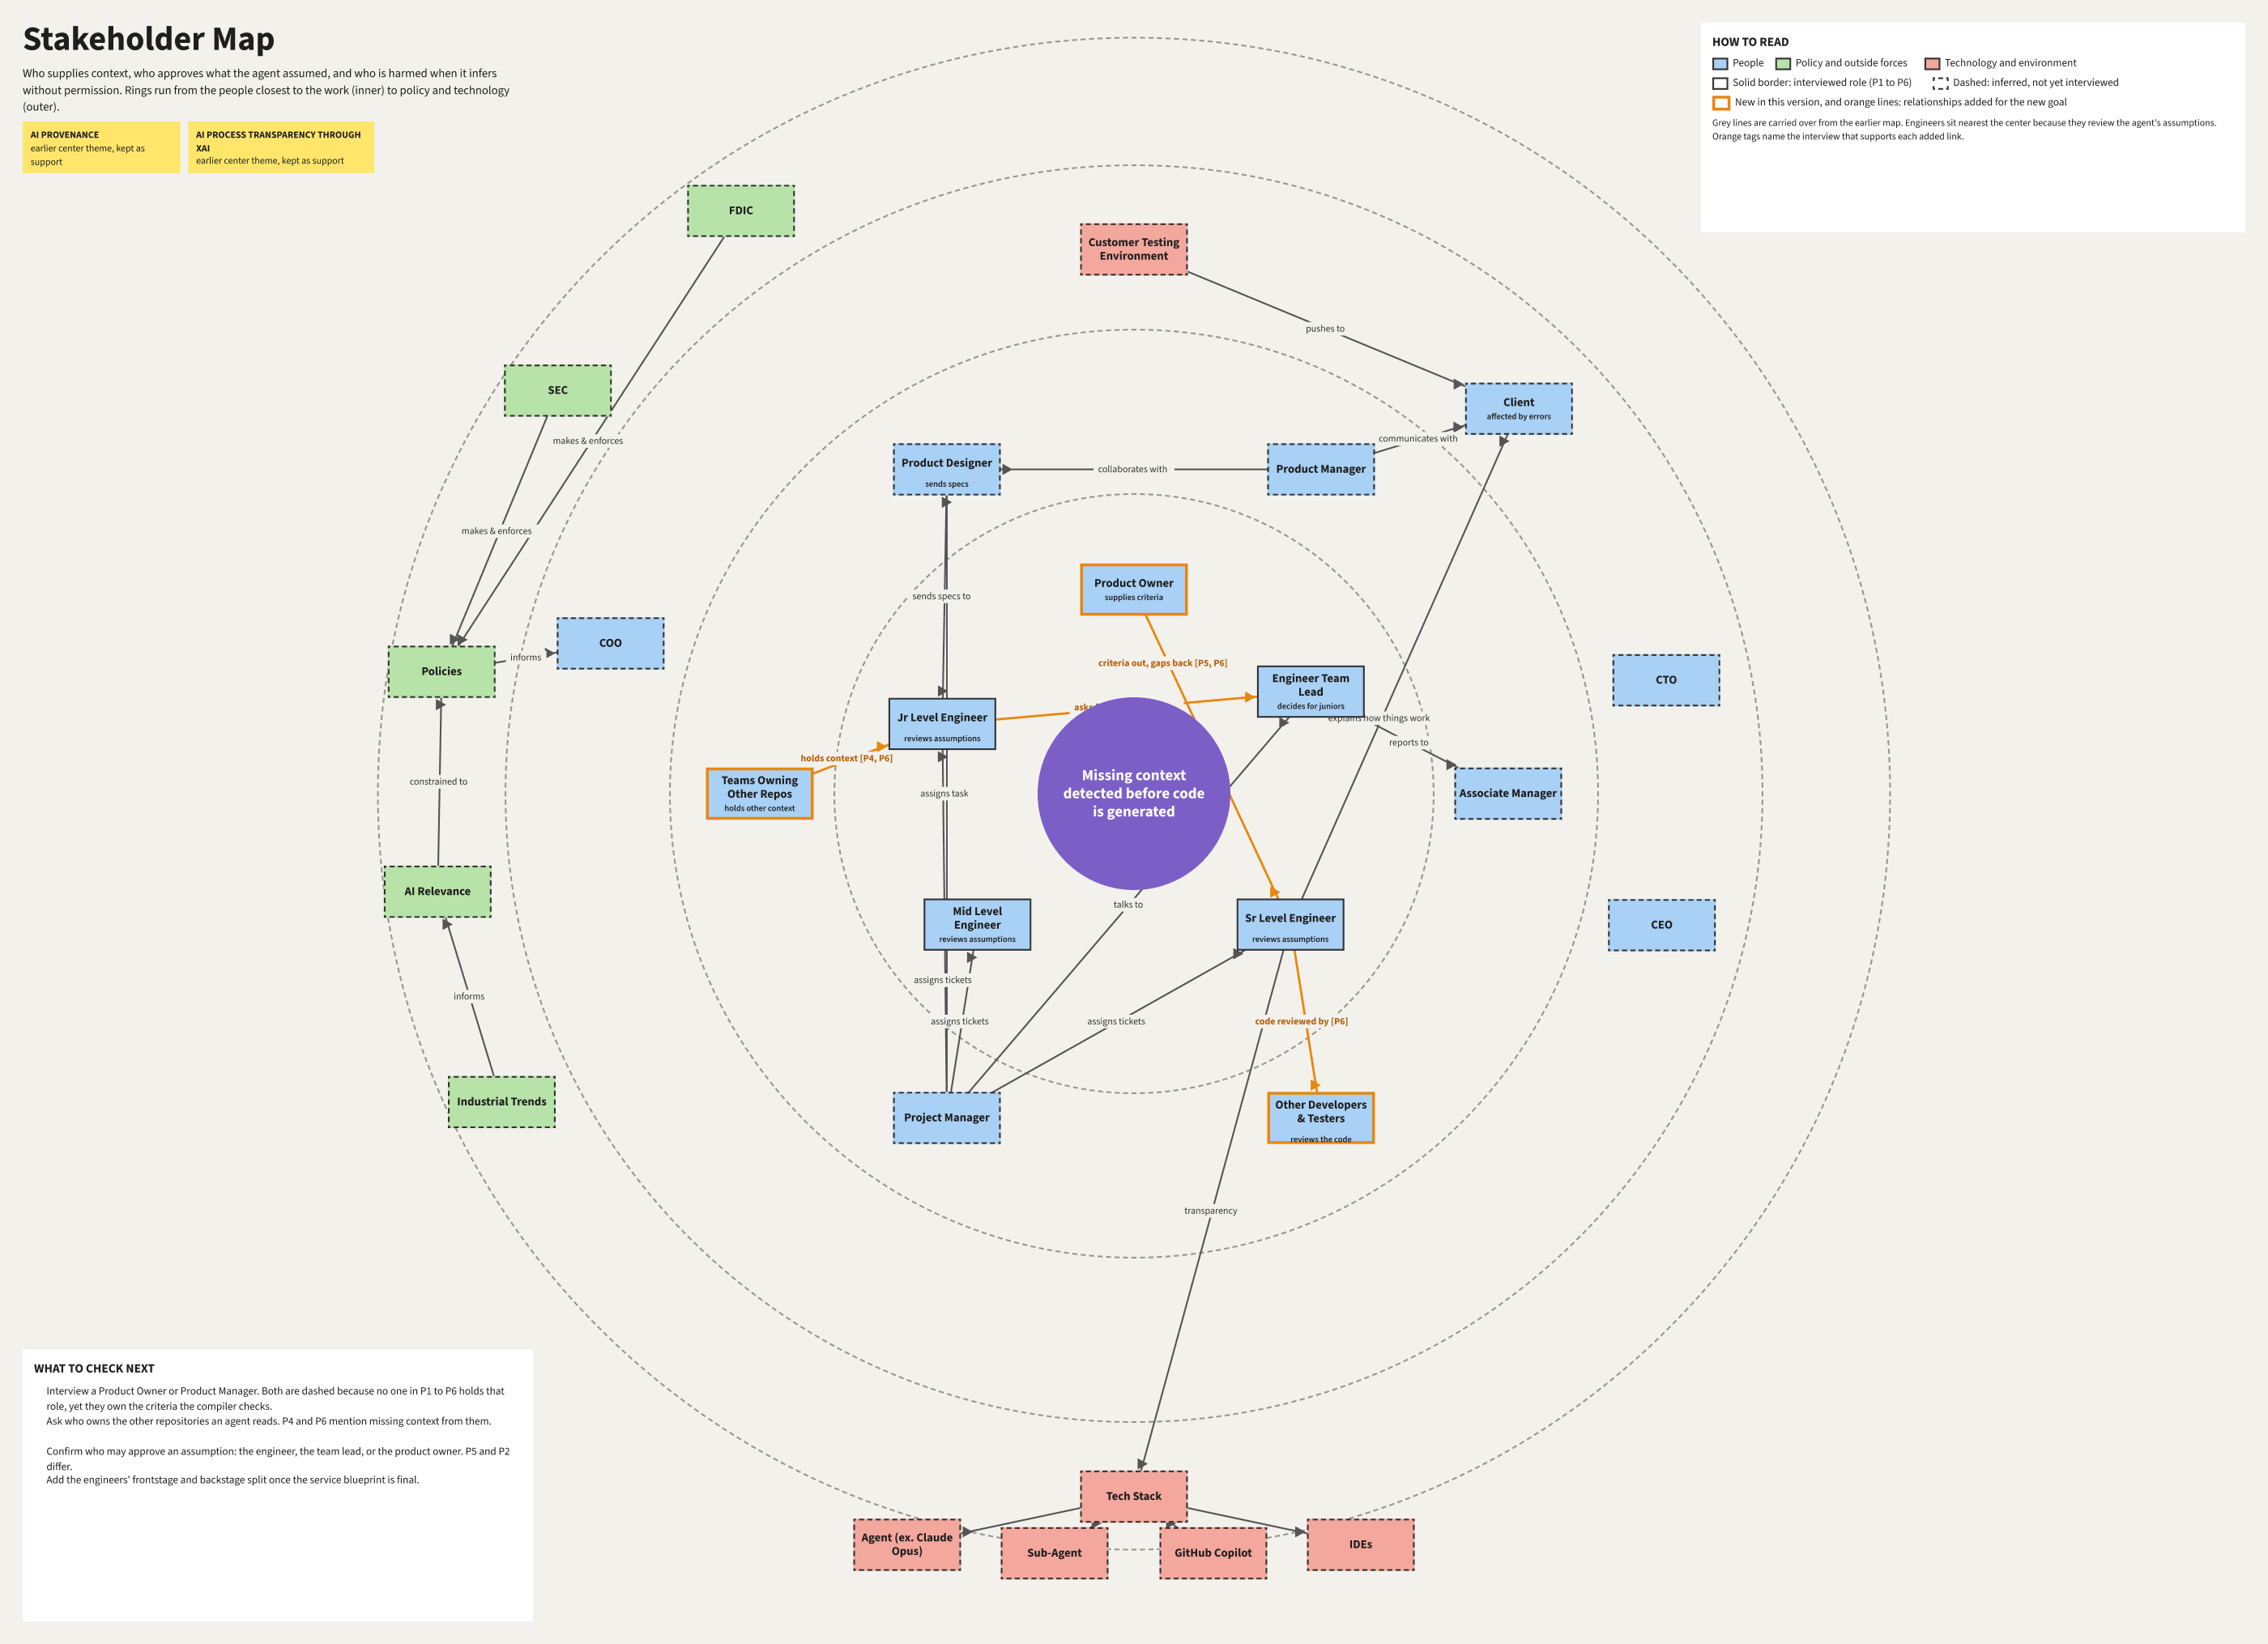 Stakeholder Map
Who supplies context, who approves what the agent assumed, and who is harmed when it infers
without permission. Rings run from the people closest to the work (inner) to policy and technology
(outer).
AI PROVENANCE
earlier center theme, kept as
support
AI PROCESS TRANSPARENCY THROUGH
XAI
earlier center theme, kept as support
HOW TO READ
People
Policy and outside forces
Technology and environment
Solid border: interviewed role (P1 to P6)
Dashed: inferred, not yet interviewed
New in this version, and orange lines: relationships added for the new goal
Grey lines are carried over from the earlier map. Engineers sit nearest the center because they review the agent's assumptions.
Orange tags name the interview that supports each added link.
FDIC
Customer Testing
Environment
pushes to
SEC
Client
affected by errors
makes & enforces
communicates with
Product Designer
sends specs
collaborates with
Product Manager
makes & enforces
Product Owner
supplies criteria
sends specs to
COO
informs
Policies
criteria out, gaps back [P5, P6]
Engineer Team
Lead
decides for juniors
CTO
Jr Level Engineer
reviews assumptions
explains how things work
reports to
holds context [P4, P6]
Teams Owning
Other Repos
holds other context
constrained to
assigns task
Missing context
detected before code
is generated
Associate Manager
AI Relevance
talks to
Mid Level
Engineer
reviews assumptions
Sr Level Engineer
reviews assumptions
CEO
assigns tickets
informs
assigns tickets
assigns tickets
code reviewed by [P6]
Industrial Trends
Project Manager
Other Developers
& Testers
reviews the code
transparency
WHAT TO CHECK NEXT
Interview a Product Owner or Product Manager. Both are dashed because no one in P1 to P6 holds that
role, yet they own the criteria the compiler checks.
Ask who owns the other repositories an agent reads. P4 and P6 mention missing context from them.
Confirm who may approve an assumption: the engineer, the team lead, or the product owner. P5 and P2
differ.
Add the engineers' frontstage and backstage split once the service blueprint is final.
Tech Stack
Agent (ex. Claude
Opus)
Sub-Agent
GitHub Copilot
IDEs